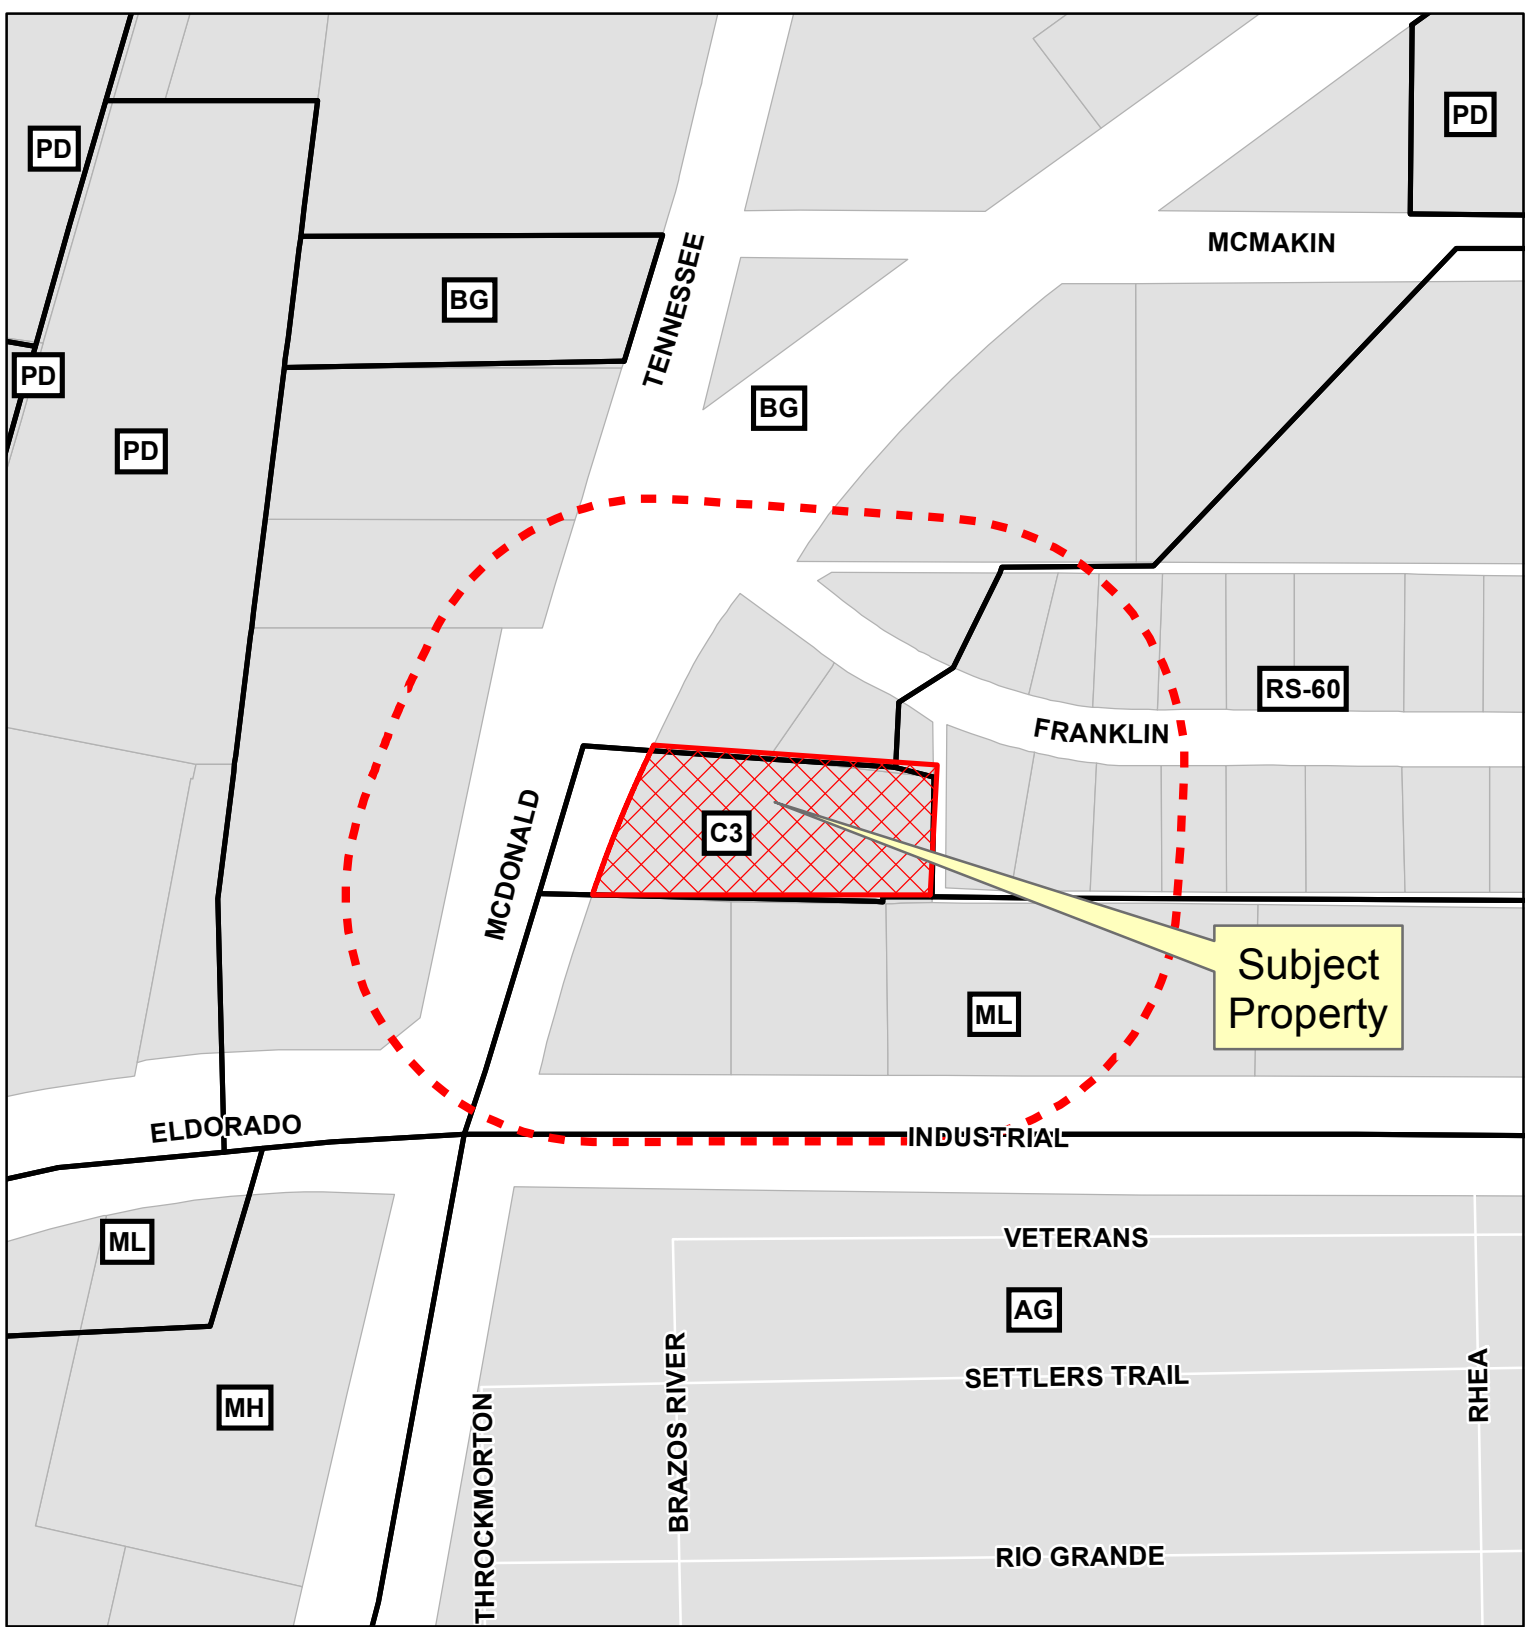 PD
PD
MCMAKIN
BG
TENNESSEE
PD
BG
PD
RS-60
FRANKLIN
MCDONALD
C3
Subject
Property
ML
ELDORADO
INDUSTRIAL
VETERANS
ML
AG
SETTLERS TRAIL
RHEA
MH
THROCKMORTON
BRAZOS RIVER
RIO GRANDE